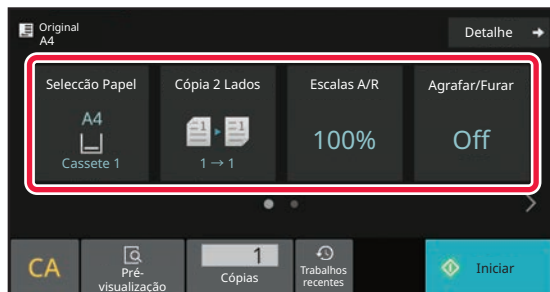 Original
A4
Detalhe
Selecção Papel
Cópia 2 Lados
Escalas A/R
Agrafar/Furar
A4
Cassete 1
1 → 1
100%
Off
CA
Pré-
visualização
1
Cópias
Trabalhos
recentes
Iniciar